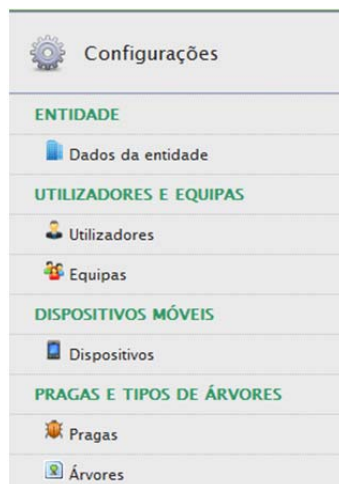 Configurações
ENTIDADE
Dados da entidade
UTILIZADORES E EQUIPAS
Utilizadores
Equipas
DISPOSITIVOS MÓVEIS
Dispositivos
PRAGAS E TIPOS DE ÁRVORES
Pragas
Árvores